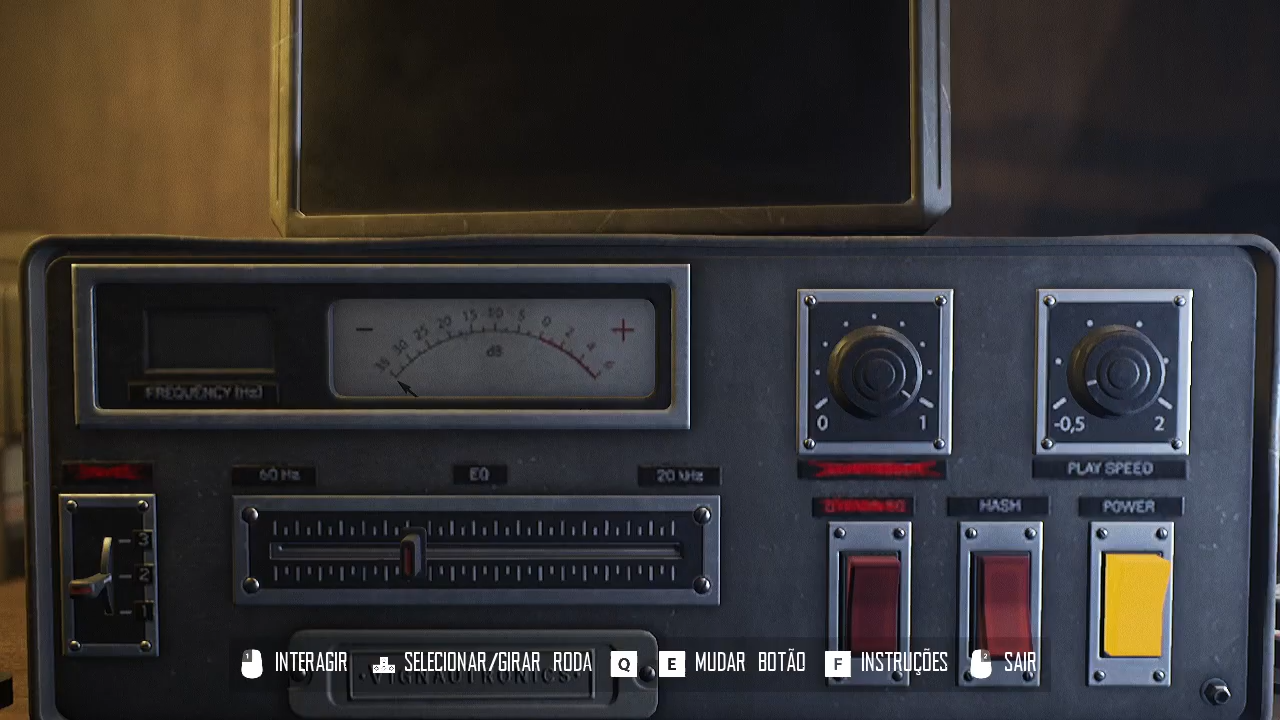 - 35 30 25 20 15 10 5 0 2 4 6 +
dB
FREQUENCY (Hz)
0 1
-0,5 2
PLAY SPEED
60 Hz EQ 20 kHz
HASH POWER
3
2
1
INTERAGIR SELECIONAR/GIRAR RODA Q E MUDAR BOTÃO F INSTRUÇÕES SAIR
VIGNAUTRONICS